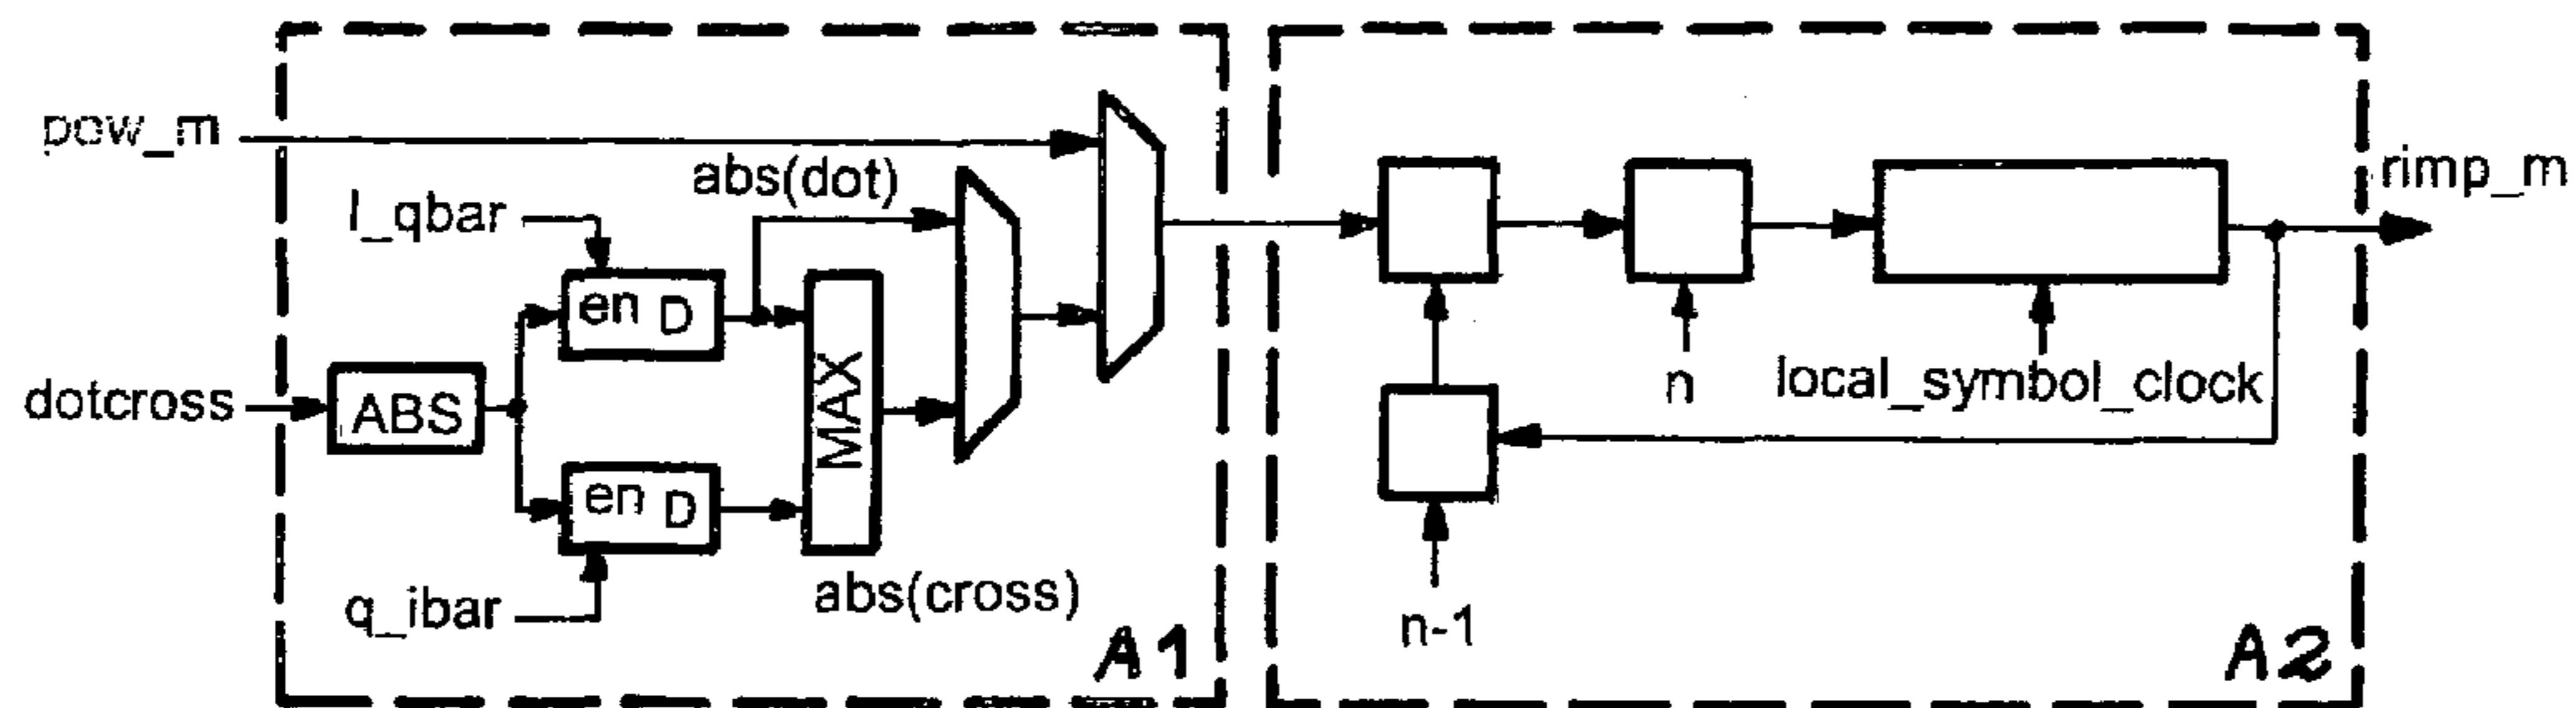 pow_m
abs(dot)
I_qbar
en D
dotcross
ABS
MAX
en D
q_ibar
abs(cross)
A1
rimp_m
n
local_symbol_clock
n-1
A2